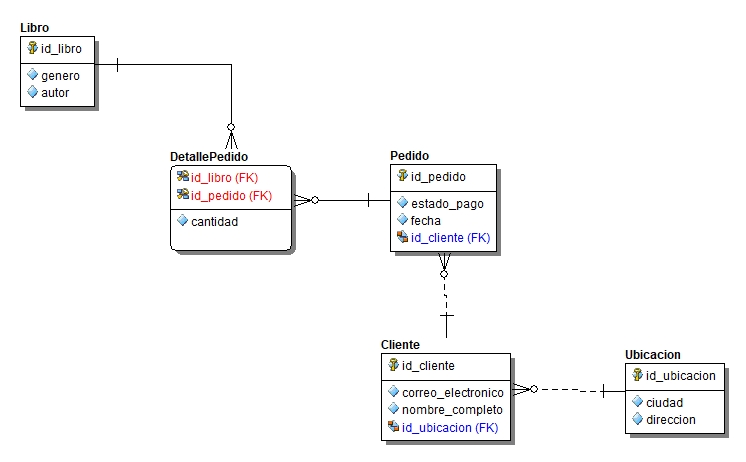 Libro
id_libro
genero
autor
DetallePedido
id_libro (FK)
id_pedido (FK)
cantidad
Pedido
id_pedido
estado_pago
fecha
id_cliente (FK)
Cliente
id_cliente
correo_electronico
nombre_completo
id_ubicacion (FK)
Ubicacion
id_ubicacion
ciudad
direccion